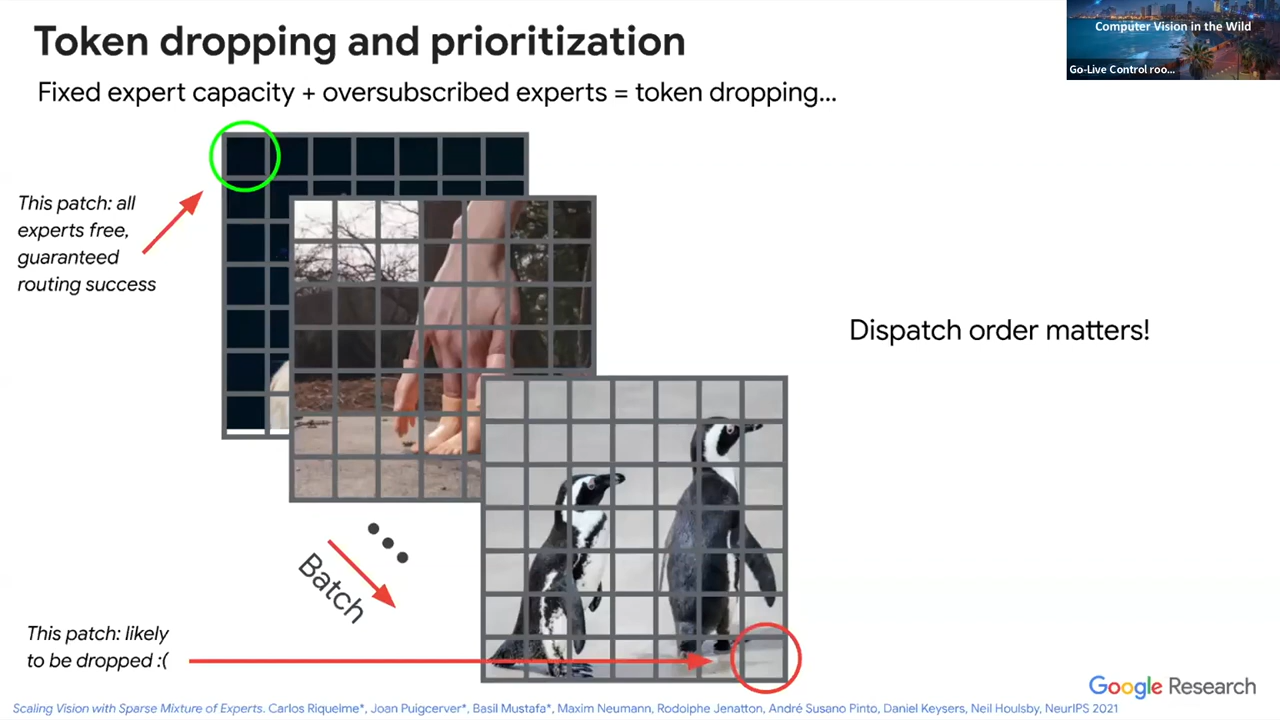 Token dropping and prioritization
Computer Vision in the Wild
Go-Live Control roo...
Fixed expert capacity + oversubscribed experts = token dropping...
This patch: all
experts free,
guaranteed
routing success
Dispatch order matters!
Batch
This patch: likely
to be dropped :(
Google Research
Scaling Vision with Sparse Mixture of Experts. Carlos Riquelme*, Joan Puigcerver*, Basil Mustafa*, Maxim Neumann, Rodolphe Jenatton, André Susano Pinto, Daniel Keysers, Neil Houlsby, NeurIPS 2021